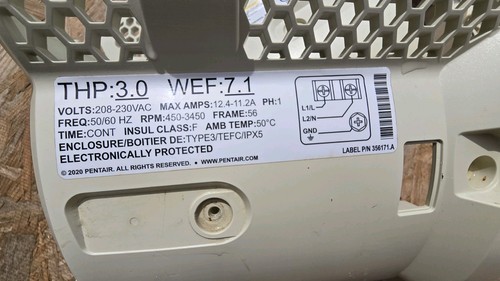 THP:3.0 WEF:7.1
VOLTS:208-230VAC MAX AMPS:12.4-11.2A PH:1
FREQ:50/60 HZ RPM:450-3450 FRAME:56
TIME:CONT INSUL CLASS:F AMB TEMP:50°C
ENCLOSURE/BOITIER DE:TYPE3/TEFC/IPX5
ELECTRONICALLY PROTECTED
© 2020 PENTAIR. ALL RIGHTS RESERVED. • WWW.PENTAIR.COM
L1/L
L2/N
GND
LABEL P/N 356171.A